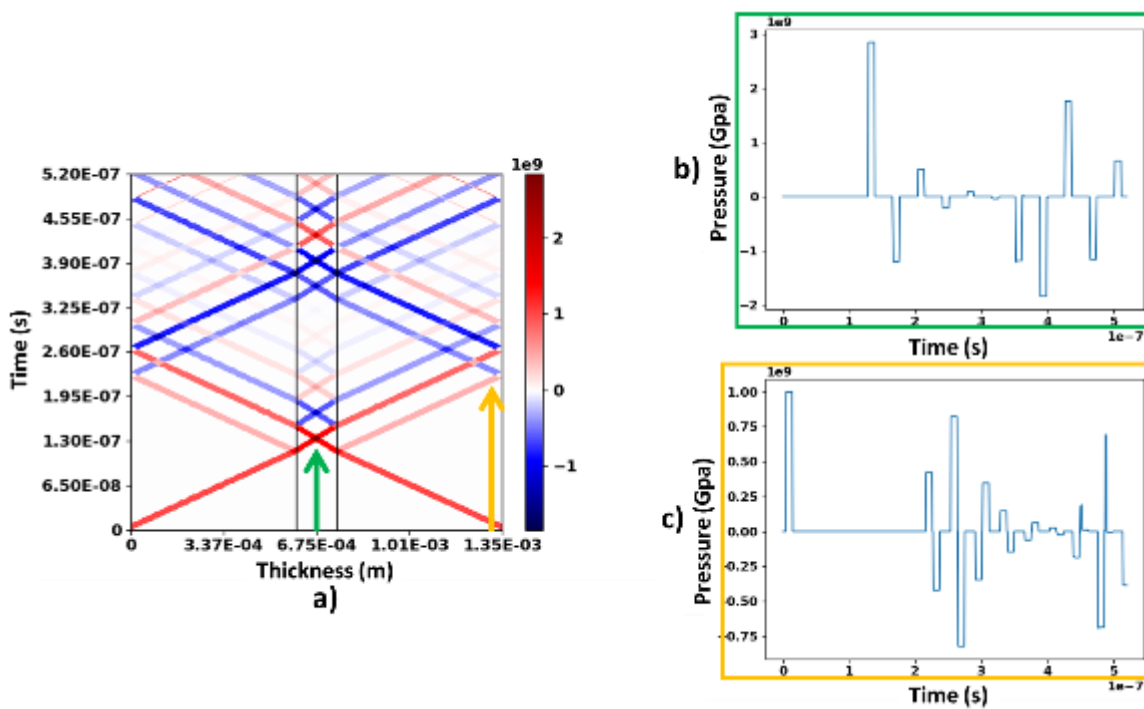 1e9
5.20E-07
4.55E-07
3.90E-07
3.25E-07
2.60E-07
1.95E-07
1.30E-07
6.50E-08
0
Time (s)
0 3.37E-04 6.75E-04 1.01E-03 1.35E-03
Thickness (m)
2
1
0
−1
a)
b)
1e9
3
2
1
0
−1
−2
Pressure (Gpa)
0 1 2 3 4 5
1e−7
Time (s)
c)
1e9
1.00
0.75
0.50
0.25
0.00
−0.25
−0.50
−0.75
Pressure (Gpa)
0 1 2 3 4 5
1e−7
Time (s)